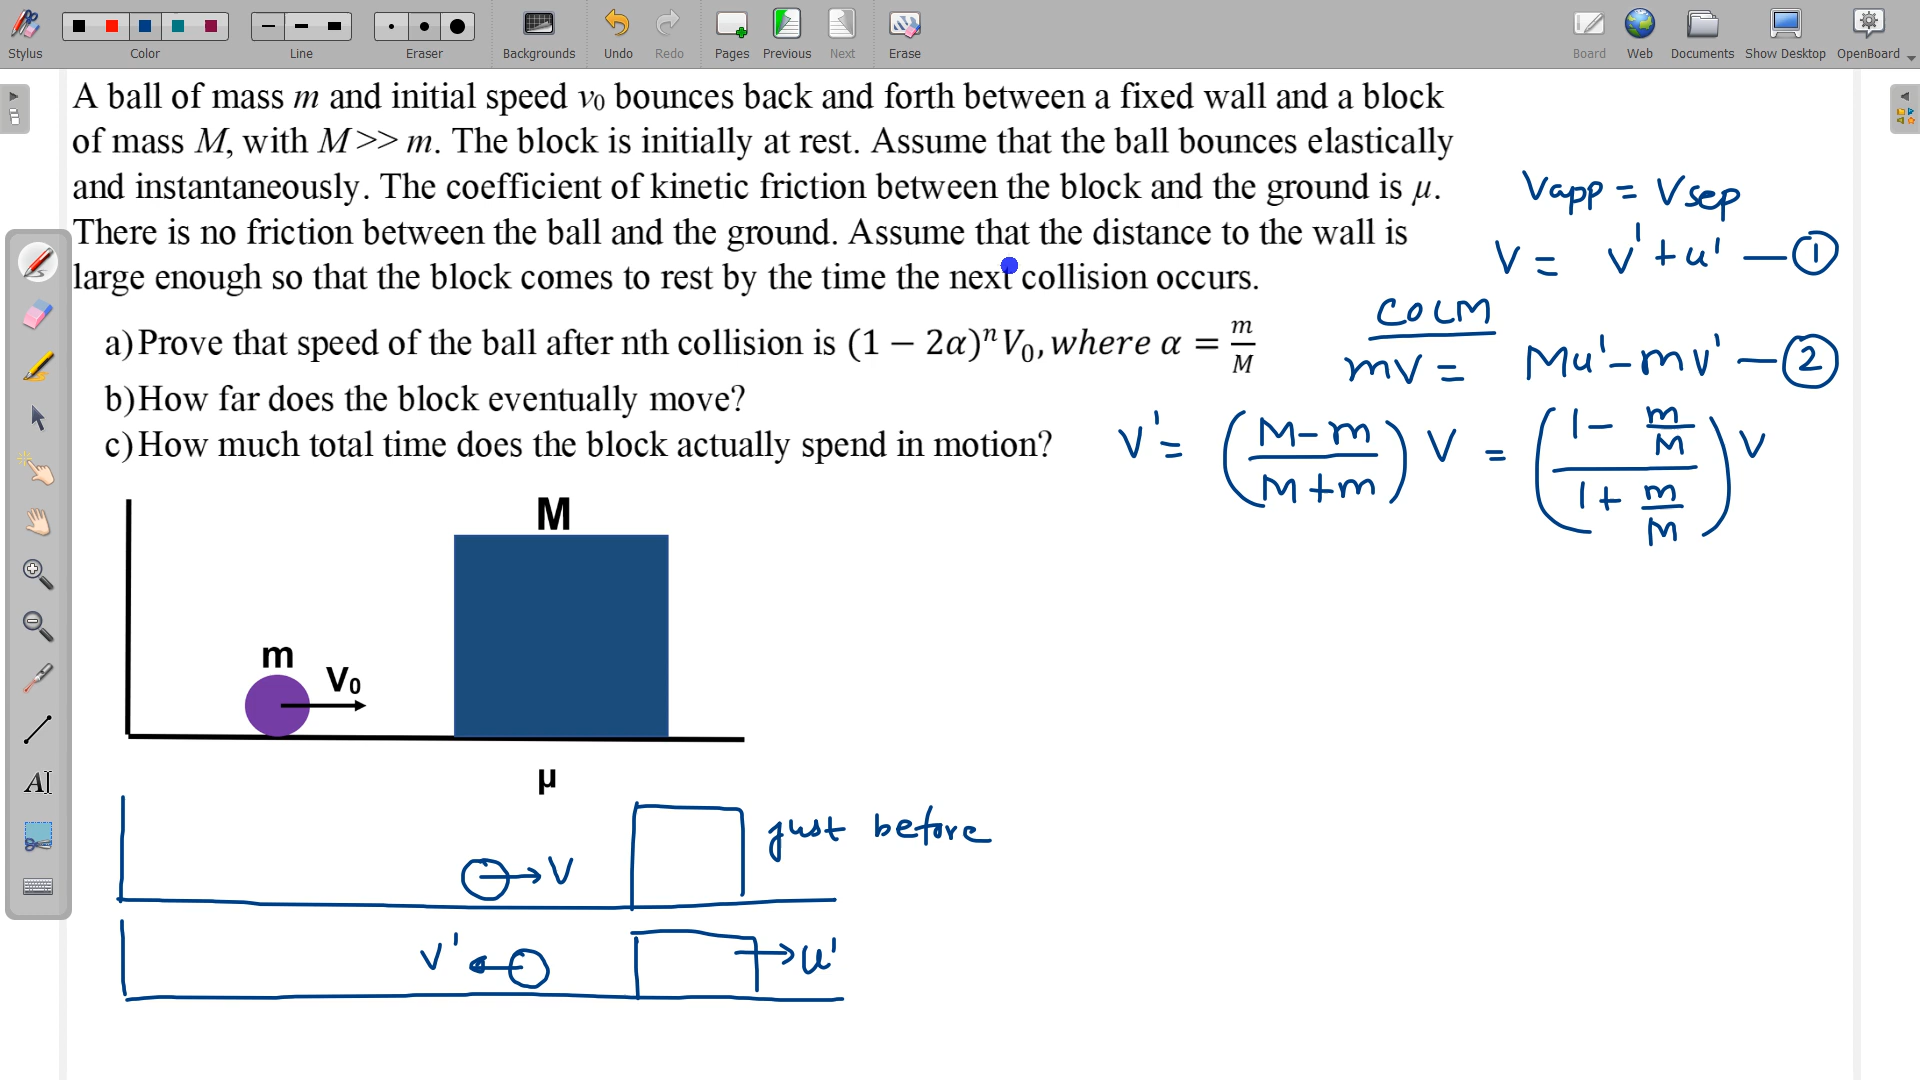 Stylus Color Line Eraser Backgrounds Undo Redo Pages Previous Next Erase Board Web Documents Show Desktop OpenBoard
A ball of mass m and initial speed v₀ bounces back and forth between a fixed wall and a block
of mass M, with M >> m. The block is initially at rest. Assume that the ball bounces elastically
and instantaneously. The coefficient of kinetic friction between the block and the ground is μ.
There is no friction between the ball and the ground. Assume that the distance to the wall is
large enough so that the block comes to rest by the time the next collision occurs.
a) Prove that speed of the ball after nth collision is (1 − 2α)ⁿV₀, where α = m/M
b) How far does the block eventually move?
c) How much total time does the block actually spend in motion?
Vapp = Vsep
V = v' + u' — ①
COLM
mV = Mu' − mv' — ②
V' = ((M−m)/(M+m)) V = ((1 − m/M)/(1 + m/M)) V
M
m
V₀
μ
just before
V
V'
u'
AI